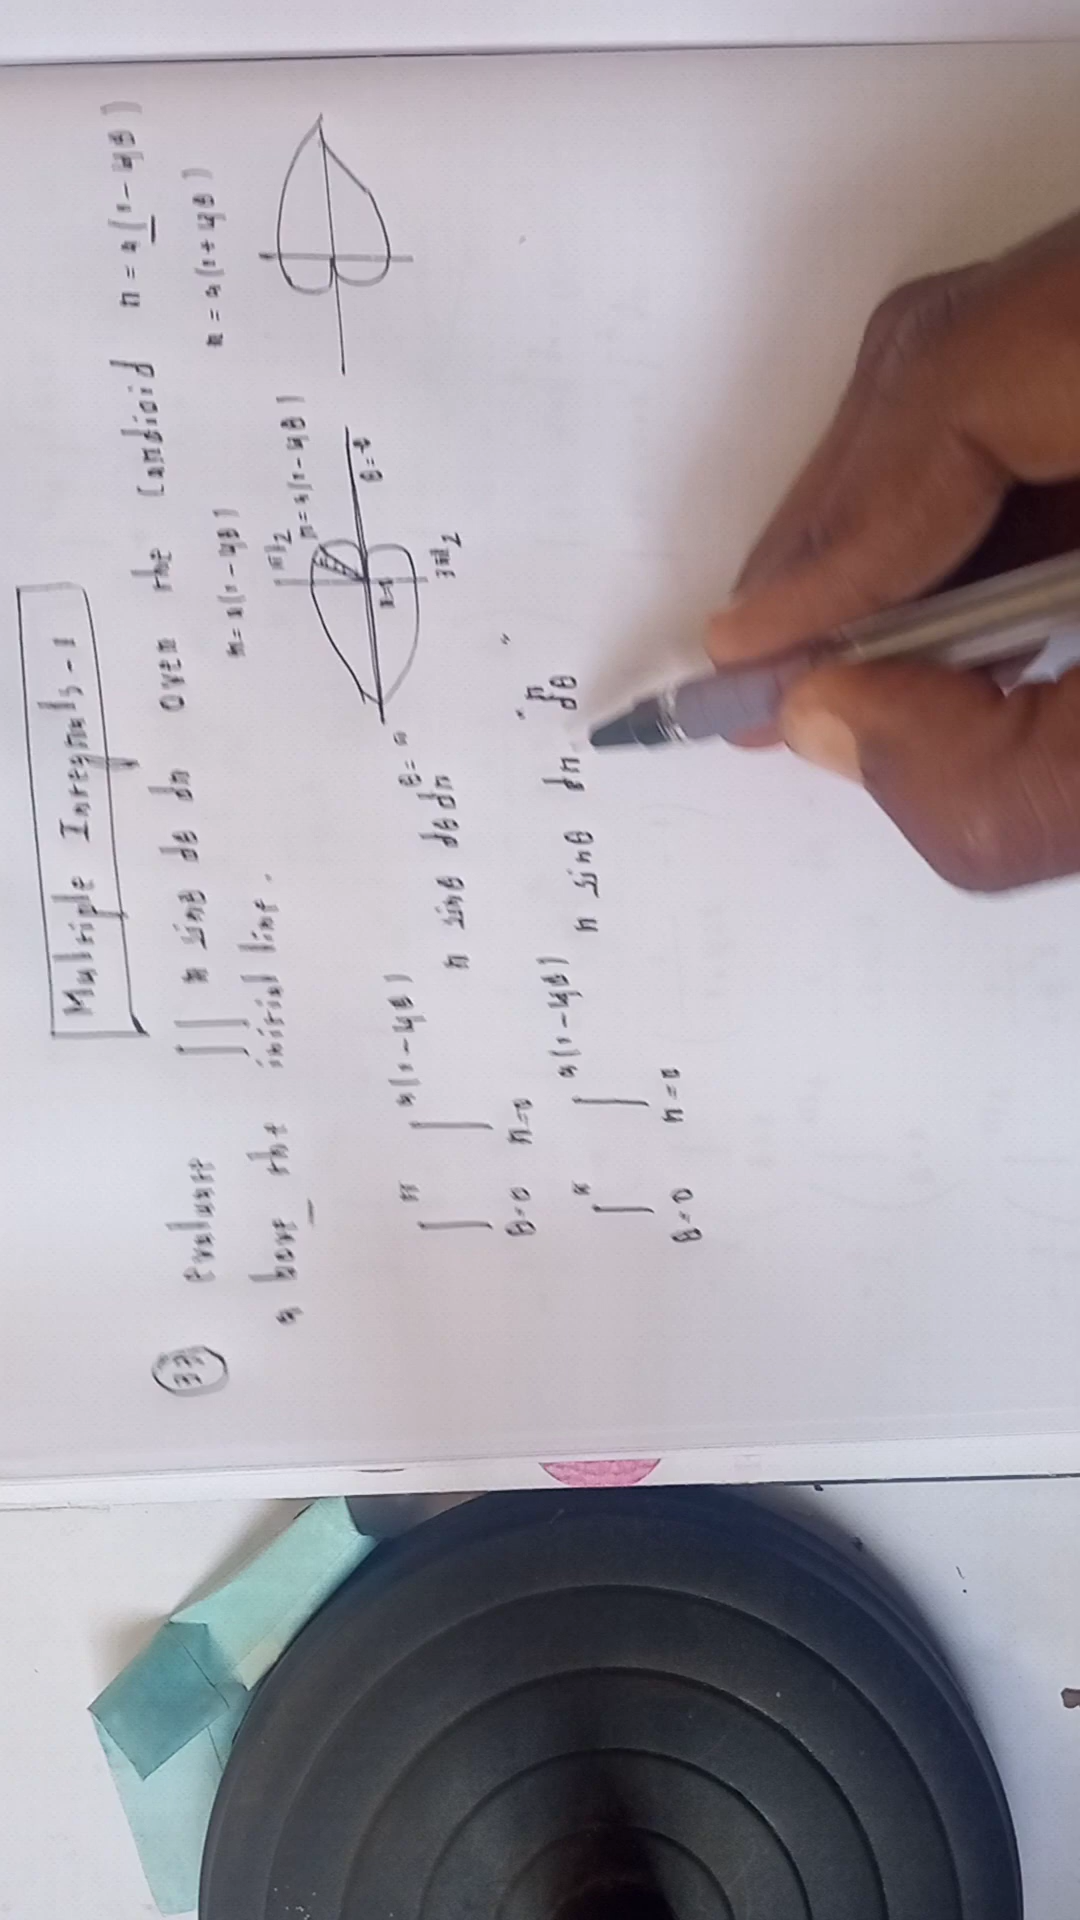 Multiple Integrals-1
33 evaluate ∫∫ r sinθ dθ dr over the cardioid r = a(1-cosθ)
above the initial line.
r = a(1-cosθ) r = a(1+cosθ)
π/2
r = a(1-cosθ)
θ=π r=0 θ=0
3π/2
∫ π ∫ a(1-cosθ) r sinθ dθ dr
θ=0 r=0
∫ π ∫ a(1-cosθ) r sinθ dr. dθ
θ=0 r=0